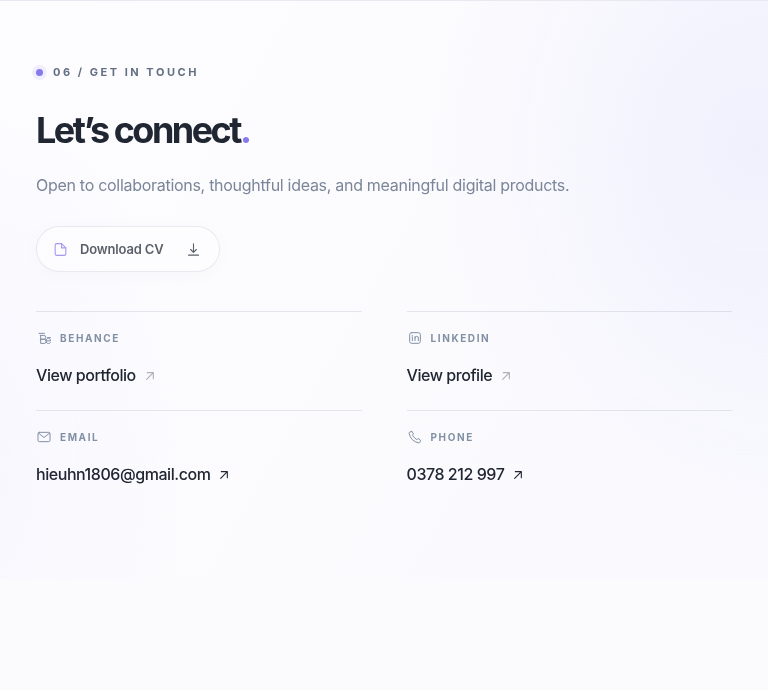 06 / GET IN TOUCH
Let’s connect.
Open to collaborations, thoughtful ideas, and meaningful digital products.
Download CV
BEHANCE
View portfolio
LINKEDIN
View profile
EMAIL
hieuhn1806@gmail.com
PHONE
0378 212 997